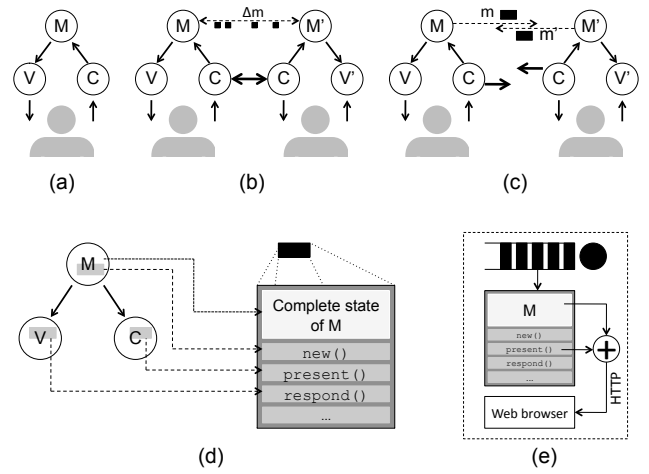 M
V
C
(a)
M
Δm
M'
V
C
C
V'
(b)
M
m
m'
M'
V
C
C
V'
(c)
M
V
C
Complete state
of M
new()
present()
respond()
...
(d)
M
new()
present()
respond()
...
+
HTTP
Web browser
(e)